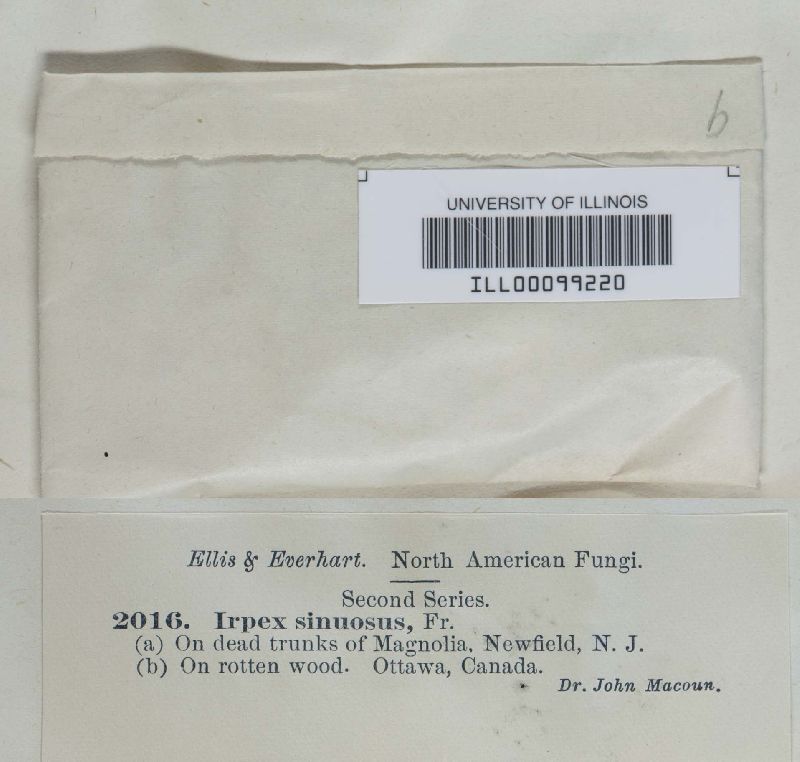 b
UNIVERSITY OF ILLINOIS
ILL00099220
Ellis & Everhart. North American Fungi.
Second Series.
2016. Irpex sinuosus, Fr.
(a) On dead trunks of Magnolia, Newfield, N. J.
(b) On rotten wood. Ottawa, Canada.
Dr. John Macoun.